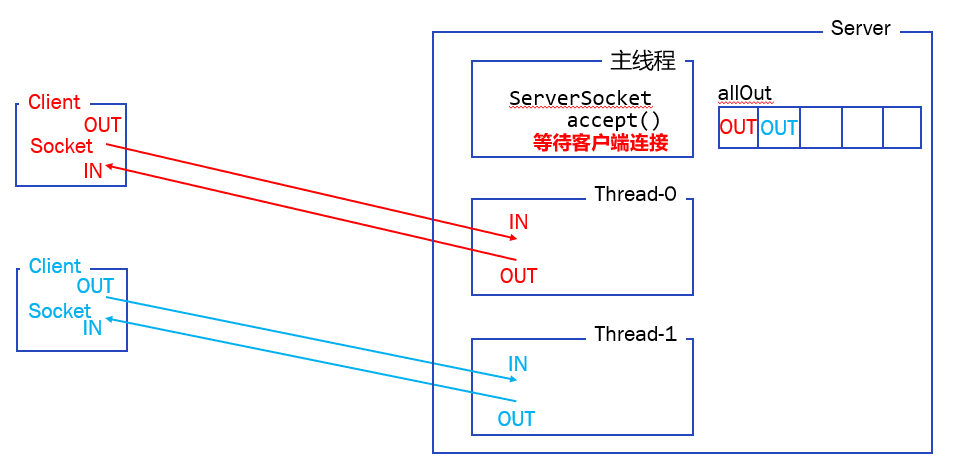 Server
主线程
ServerSocket
accept()
等待客户端连接
allOut
OUT OUT
Client
OUT
Socket
IN
Thread-0
IN
OUT
Client
OUT
Socket
IN
Thread-1
IN
OUT